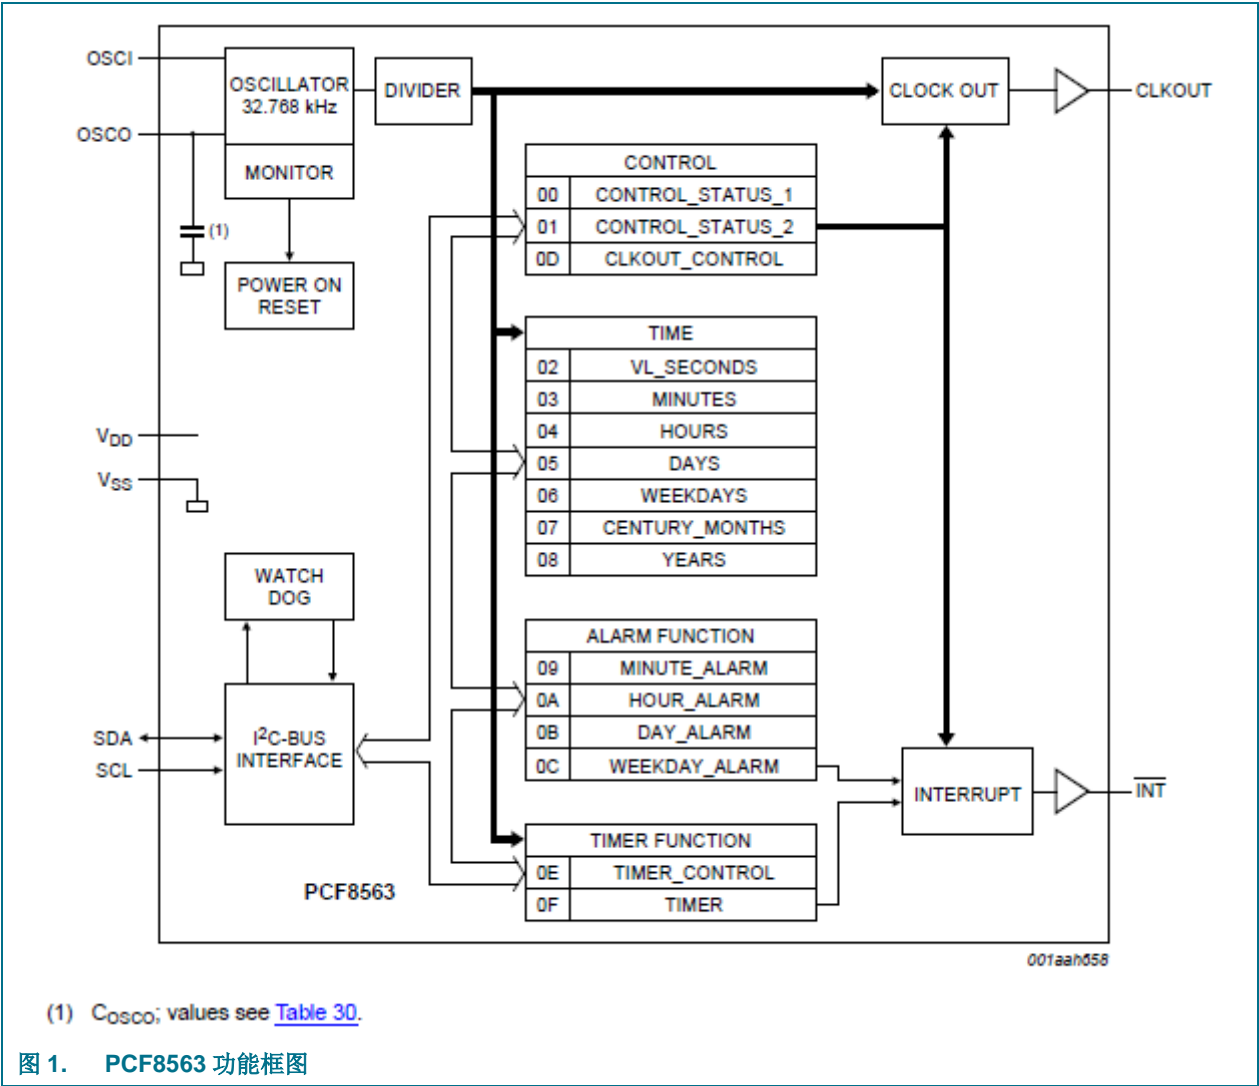 OSCI
OSCO
OSCILLATOR
32.768 kHz
MONITOR
DIVIDER
CLOCK OUT
CLKOUT
(1)
POWER ON
RESET
CONTROL
00 CONTROL_STATUS_1
01 CONTROL_STATUS_2
0D CLKOUT_CONTROL
TIME
02 VL_SECONDS
03 MINUTES
04 HOURS
05 DAYS
06 WEEKDAYS
07 CENTURY_MONTHS
08 YEARS
VDD
VSS
WATCH
DOG
SDA
SCL
I2C-BUS
INTERFACE
ALARM FUNCTION
09 MINUTE_ALARM
0A HOUR_ALARM
0B DAY_ALARM
0C WEEKDAY_ALARM
INTERRUPT
INT
TIMER FUNCTION
0E TIMER_CONTROL
0F TIMER
PCF8563
001aah658
(1) COSCO; values see Table 30.
图 1. PCF8563 功能框图